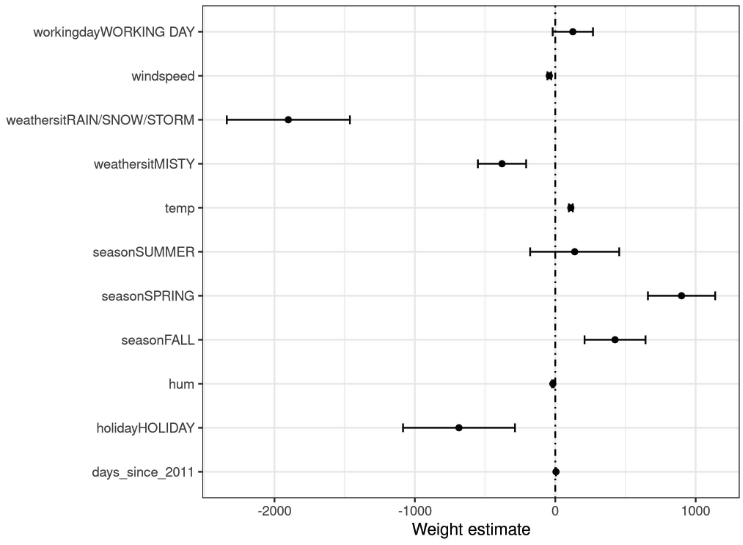 workingdayWORKING DAY
windspeed
weathersitRAIN/SNOW/STORM
weathersitMISTY
temp
seasonSUMMER
seasonSPRING
seasonFALL
hum
holidayHOLIDAY
days_since_2011
-2000 -1000 0 1000
Weight estimate